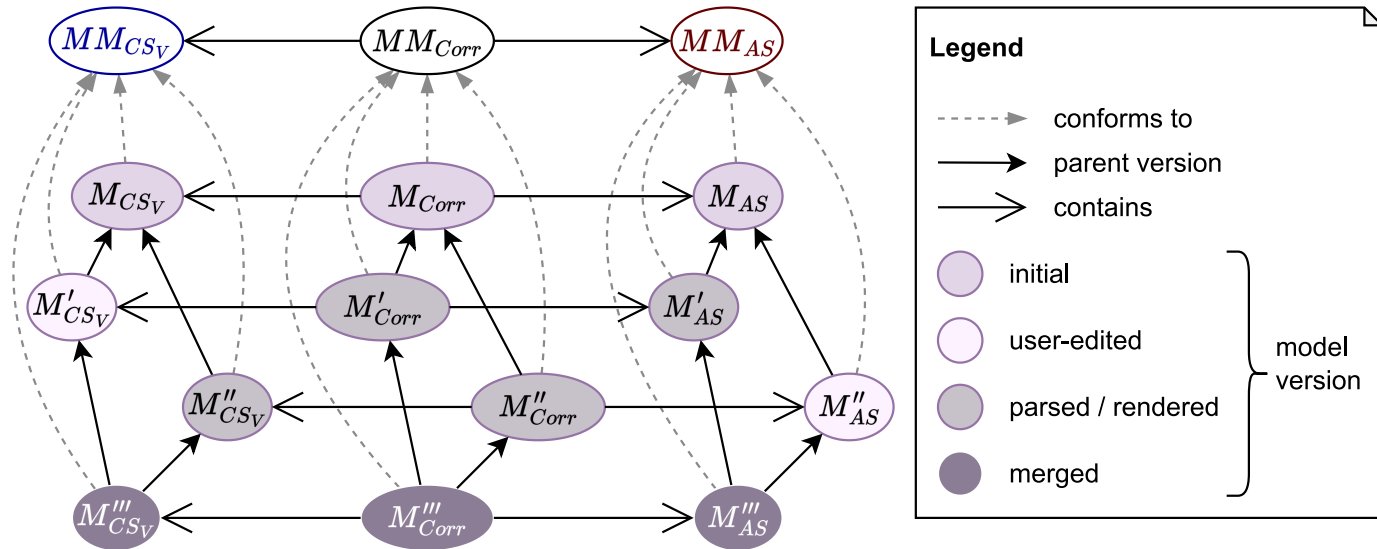 MM_{CS_V} MM_{Corr} MM_{AS}
M_{CS_V} M_{Corr} M_{AS}
M'_{CS_V} M'_{Corr} M'_{AS}
M''_{CS_V} M''_{Corr} M''_{AS}
M'''_{CS_V} M'''_{Corr} M'''_{AS}
Legend
conforms to
parent version
contains
initial
user-edited
parsed / rendered
merged
model
version